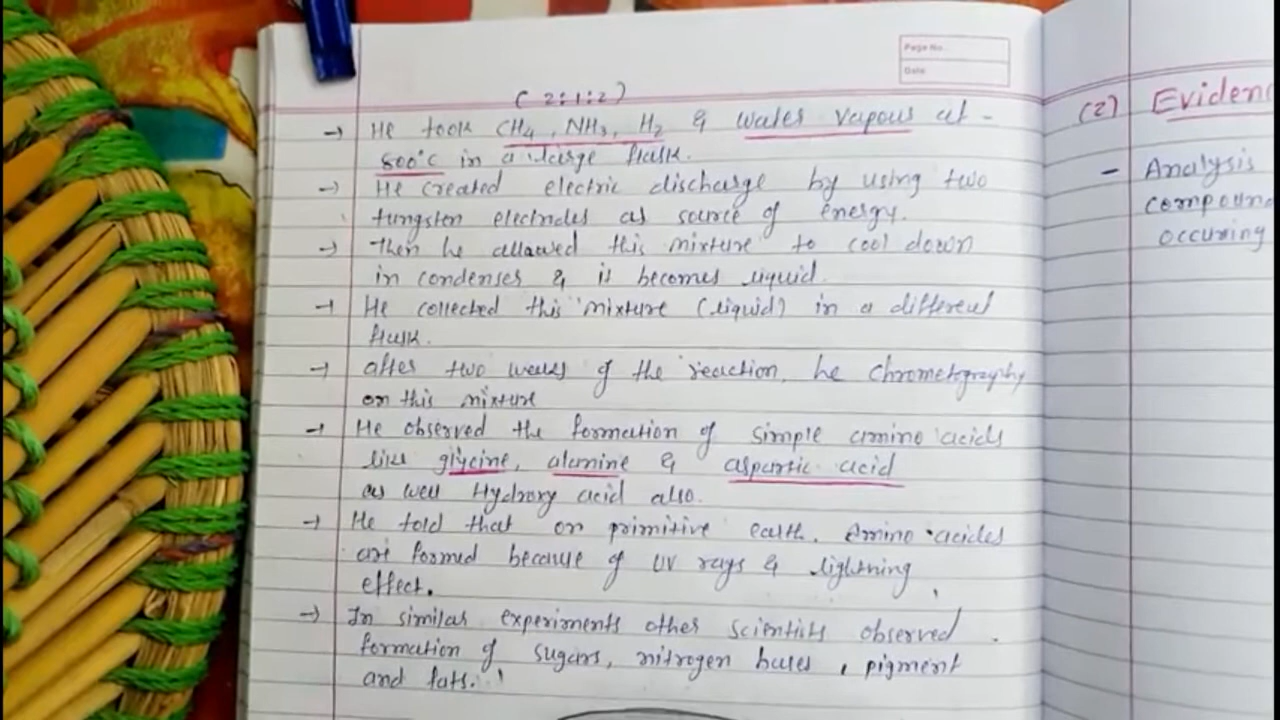 Page No.
Date
( 2:1:2 )
→ He took CH4, NH3, H2 & water vapour at -
800°C in a large flask.
→ He created electric discharge by using two
tungsten electrodes as source of energy.
→ Then he allowed this mixture to cool down
in condenser & is becomes liquid.
→ He collected this mixture (liquid) in a different
flask.
→ after two weeks of the reaction, he chrometography
on this mixture
→ He observed the formation of simple amino acids
like glycine, alanine & aspartic acid
as well Hydroxy acid also.
→ He told that on primitive earth. Amino acides
are formed because of UV rays & lightning
effect.
→ In similar experiments other scientists observed
formation of sugars, nitrogen bases, pigment
and fats.
(2) Evidenc
- Analysis
compound
occuring